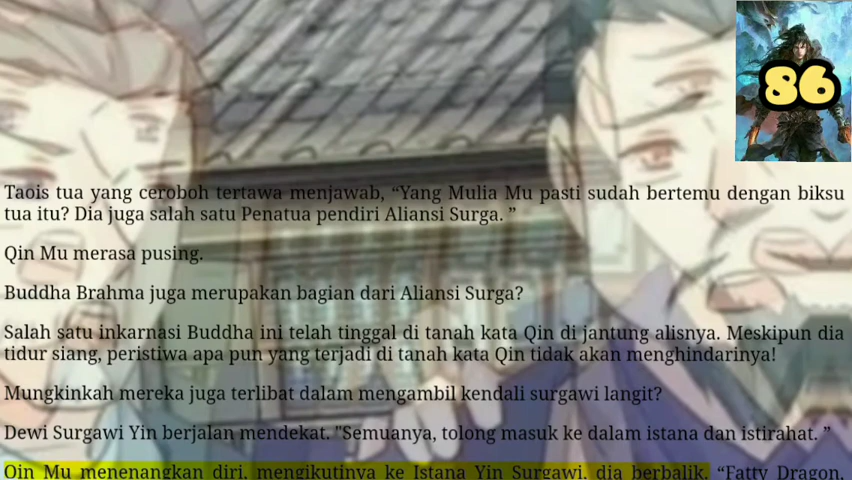 86
Taois tua yang ceroboh tertawa menjawab, “Yang Mulia Mu pasti sudah bertemu dengan biksu
tua itu? Dia juga salah satu Penatua pendiri Aliansi Surga. ”
Qin Mu merasa pusing.
Buddha Brahma juga merupakan bagian dari Aliansi Surga?
Salah satu inkarnasi Buddha ini telah tinggal di tanah kata Qin di jantung alisnya. Meskipun dia
tidur siang, peristiwa apa pun yang terjadi di tanah kata Qin tidak akan menghindarinya!
Mungkinkah mereka juga terlibat dalam mengambil kendali surgawi langit?
Dewi Surgawi Yin berjalan mendekat. "Semuanya, tolong masuk ke dalam istana dan istirahat. ”
Qin Mu menenangkan diri, mengikutinya ke Istana Yin Surgawi, dia berbalik. “Fatty Dragon,